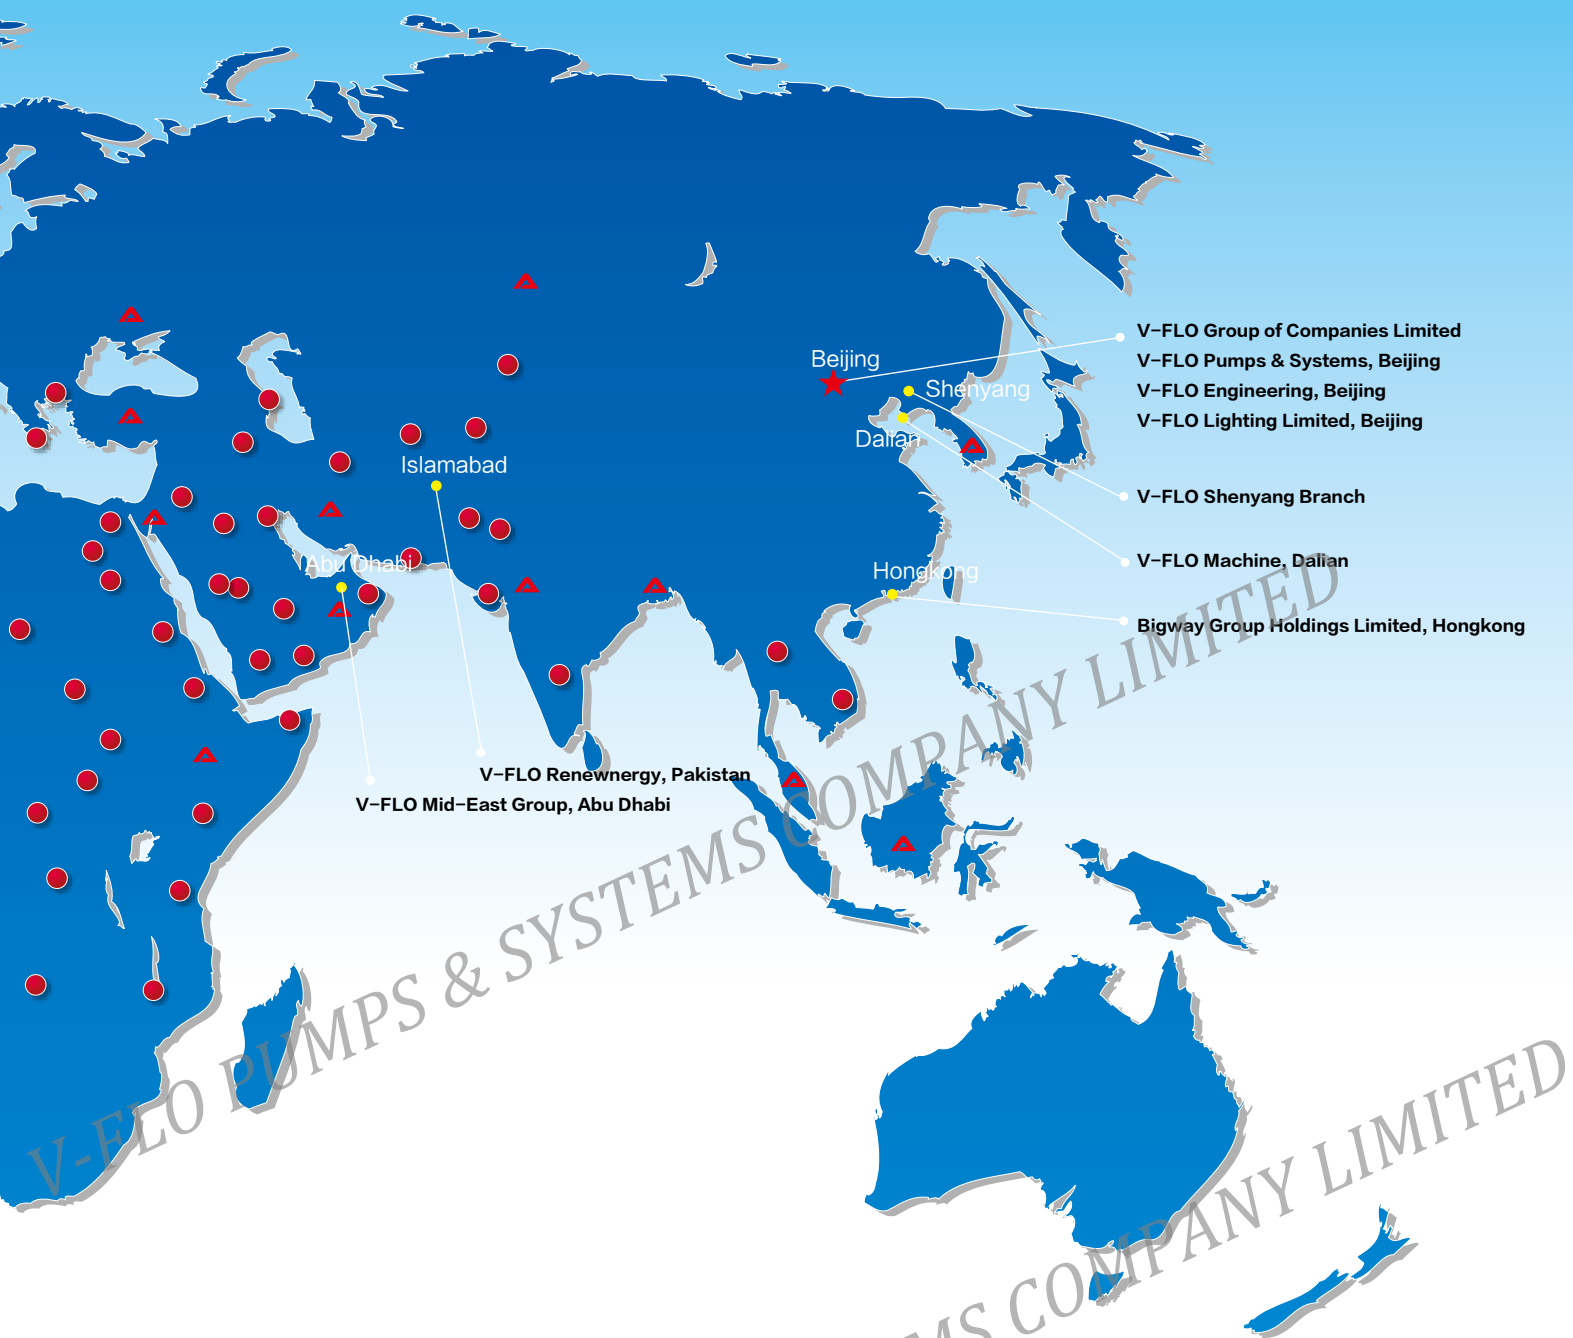 Beijing
Shenyang
Dalian
Islamabad
Abu Dhabi
Hongkong
V-FLO Group of Companies Limited
V-FLO Pumps & Systems, Beijing
V-FLO Engineering, Beijing
V-FLO Lighting Limited, Beijing
V-FLO Shenyang Branch
V-FLO Machine, Dalian
Bigway Group Holdings Limited, Hongkong
V-FLO Renewnergy, Pakistan
V-FLO Mid-East Group, Abu Dhabi
V-FLO PUMPS & SYSTEMS COMPANY LIMITED
MS COMPANY LIMITED